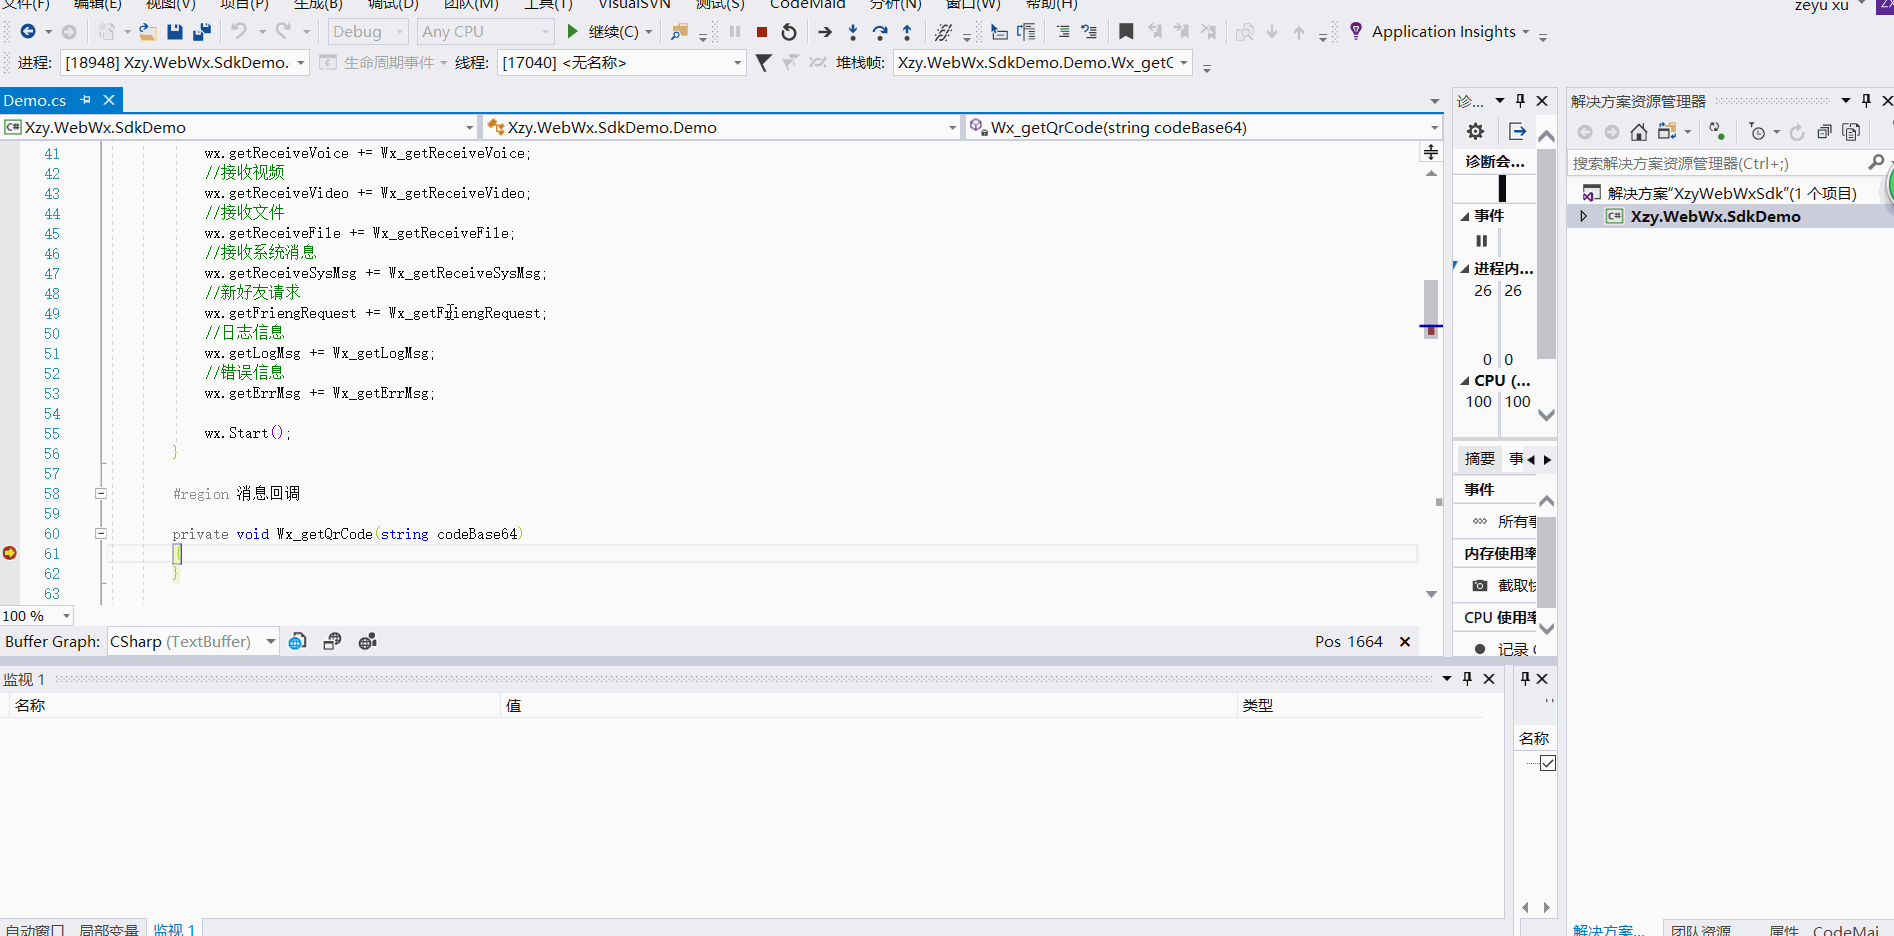 文件(F) 编辑(E) 视图(V) 项目(P) 生成(B) 调试(D) 团队(M) 工具(T) VisualSVN 测试(S) CodeMaid 分析(N) 窗口(W) 帮助(H) zeyu xu
Debug Any CPU 继续(C) Application Insights
进程: [18948] Xzy.WebWx.SdkDemo. 生命周期事件 线程: [17040] <无名称> 堆栈帧: Xzy.WebWx.SdkDemo.Demo.Wx_getC
Demo.cs
Xzy.WebWx.SdkDemo Xzy.WebWx.SdkDemo.Demo Wx_getQrCode(string codeBase64)
41 wx.getReceiveVoice += Wx_getReceiveVoice;
42 //接收视频
43 wx.getReceiveVideo += Wx_getReceiveVideo;
44 //接收文件
45 wx.getReceiveFile += Wx_getReceiveFile;
46 //接收系统消息
47 wx.getReceiveSysMsg += Wx_getReceiveSysMsg;
48 //新好友请求
49 wx.getFriengRequest += Wx_getFriengRequest;
50 //日志信息
51 wx.getLogMsg += Wx_getLogMsg;
52 //错误信息
53 wx.getErrMsg += Wx_getErrMsg;
54
55 wx.Start();
56 }
57
58 #region 消息回调
59
60 private void Wx_getQrCode(string codeBase64)
61 {
62 }
63
100 %
Buffer Graph: CSharp (TextBuffer) Pos 1664
监视 1
名称 值 类型
自动窗口 局部变量 监视 1
诊...
诊断会...
事件
进程内...
26 26
0 0
CPU (...
100 100
摘要 事
事件
所有事
内存使用率
截取快
CPU 使用率
记录
名称
解决方案资源管理器
搜索解决方案资源管理器(Ctrl+;)
解决方案“XzyWebWxSdk”(1 个项目)
Xzy.WebWx.SdkDemo
解决方案... 团队资源... 属性 CodeMai...